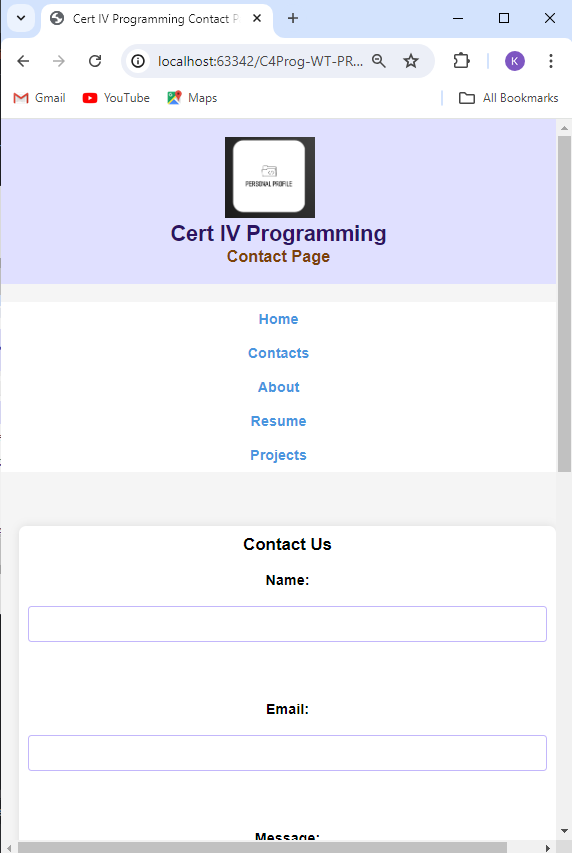 Cert IV Programming Contact P
localhost:63342/C4Prog-WT-PR...
K
Gmail
YouTube
Maps
All Bookmarks
PERSONAL PROFILE
Cert IV Programming
Contact Page
Home
Contacts
About
Resume
Projects
Contact Us
Name:
Email:
Message: